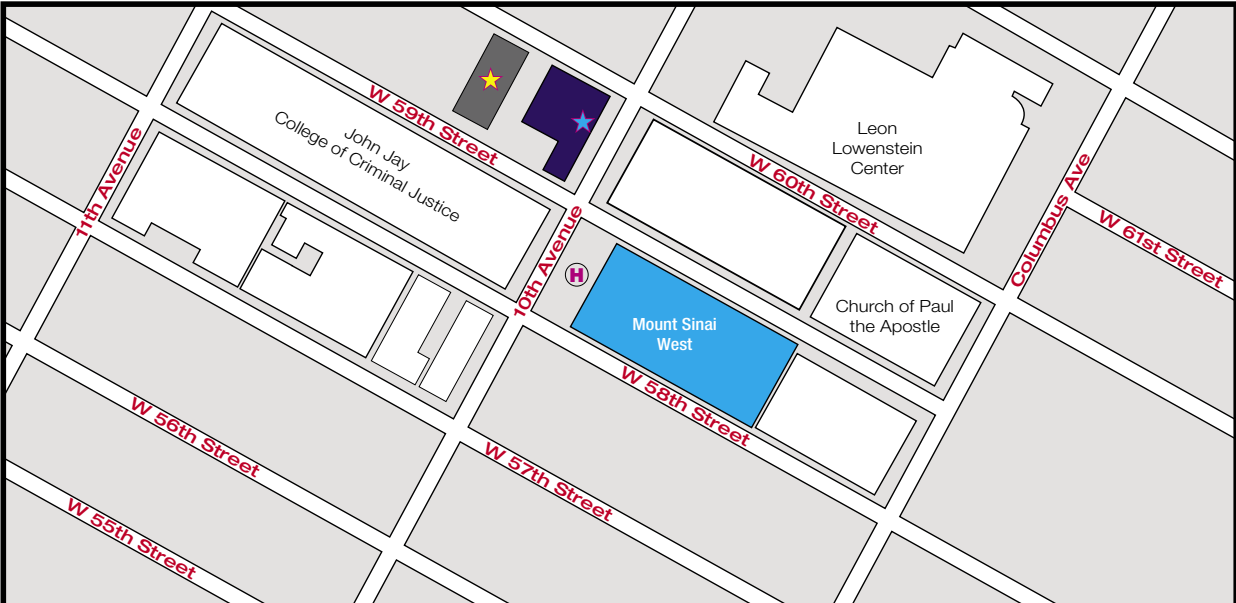 W 59th Street
John Jay
College of Criminal Justice
Leon
Lowenstein
Center
W 60th Street
11th Avenue
Columbus Ave
W 61st Street
10th Avenue
H
Mount Sinai
West
Church of Paul
the Apostle
W 58th Street
W 56th Street
W 57th Street
W 55th Street